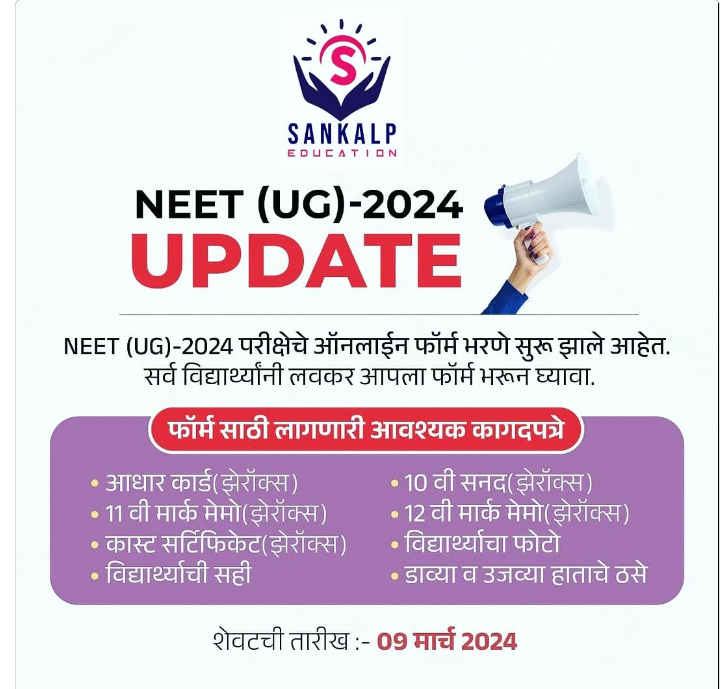 S
SANKALP
EDUCATION
NEET (UG)-2024
UPDATE
NEET (UG)-2024 परीक्षेचे ऑनलाईन फॉर्म भरणे सुरू झाले आहेत.
सर्व विद्यार्थ्यांनी लवकर आपला फॉर्म भरून घ्यावा.
फॉर्म साठी लागणारी आवश्यक कागदपत्रे
• आधार कार्ड(झेरॉक्स)
• 11 वी मार्क मेमो(झेरॉक्स)
• कास्ट सर्टिफिकेट(झेरॉक्स)
• विद्यार्थ्याची सही
• 10 वी सनद(झेरॉक्स)
• 12 वी मार्क मेमो(झेरॉक्स)
• विद्यार्थ्याचा फोटो
• डाव्या व उजव्या हाताचे ठसे
शेवटची तारीख :- 09 मार्च 2024